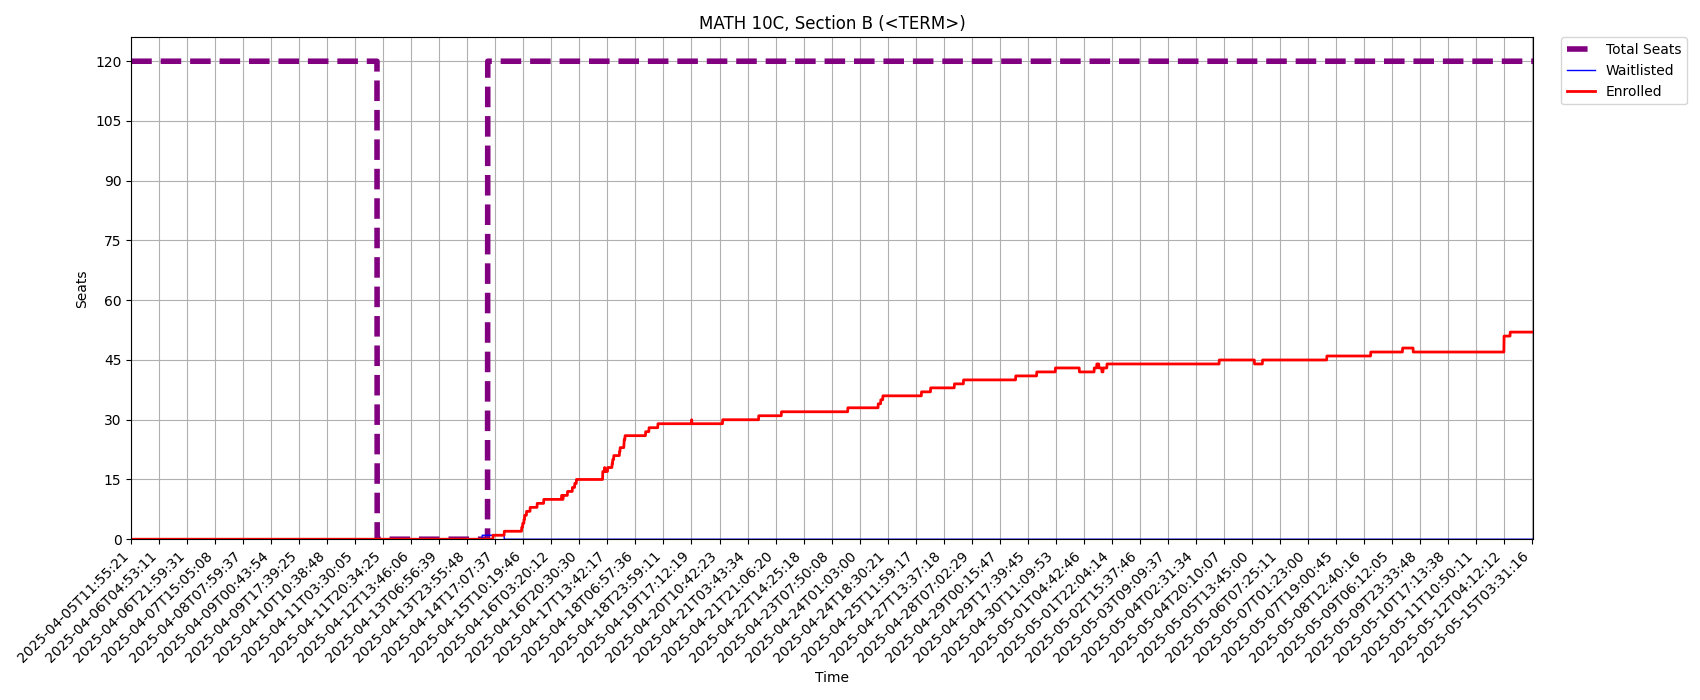 MATH 10C, Section B (<TERM>)
Total Seats
Waitlisted
Enrolled
120
105
90
75
60
45
30
15
0
Seats
2025-04-05T11:55:21
2025-04-06T04:53:11
2025-04-06T21:59:31
2025-04-07T15:05:08
2025-04-08T07:59:37
2025-04-09T00:43:54
2025-04-09T17:39:25
2025-04-10T10:38:48
2025-04-11T03:30:05
2025-04-11T20:34:25
2025-04-12T13:46:06
2025-04-13T06:56:39
2025-04-13T23:55:48
2025-04-14T17:07:37
2025-04-15T10:19:46
2025-04-16T03:20:12
2025-04-16T20:30:30
2025-04-17T13:42:17
2025-04-18T06:57:36
2025-04-18T23:59:11
2025-04-19T17:12:19
2025-04-20T10:42:23
2025-04-21T03:43:34
2025-04-21T21:06:20
2025-04-22T14:25:18
2025-04-23T07:50:08
2025-04-24T01:03:00
2025-04-24T18:30:21
2025-04-25T11:59:17
2025-04-27T13:37:18
2025-04-28T07:02:29
2025-04-29T00:15:47
2025-04-29T17:39:45
2025-04-30T11:09:53
2025-05-01T04:42:46
2025-05-01T22:04:14
2025-05-02T15:37:46
2025-05-03T09:09:37
2025-05-04T02:31:34
2025-05-04T20:10:07
2025-05-05T13:45:00
2025-05-06T07:25:11
2025-05-07T01:23:00
2025-05-07T19:00:45
2025-05-08T12:40:16
2025-05-09T06:12:05
2025-05-09T23:33:48
2025-05-10T17:13:38
2025-05-11T10:50:11
2025-05-12T04:12:12
2025-05-15T03:31:16
Time